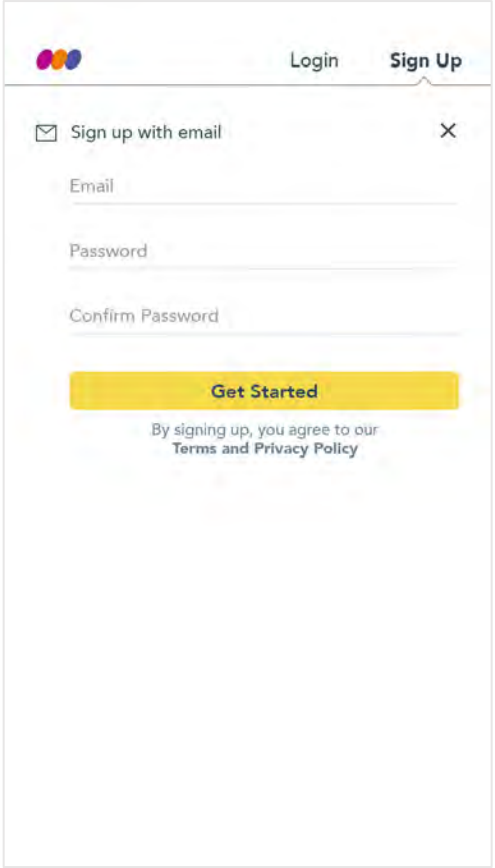 Login
Sign Up
Sign up with email
Email
Password
Confirm Password
Get Started
By signing up, you agree to our
Terms and Privacy Policy